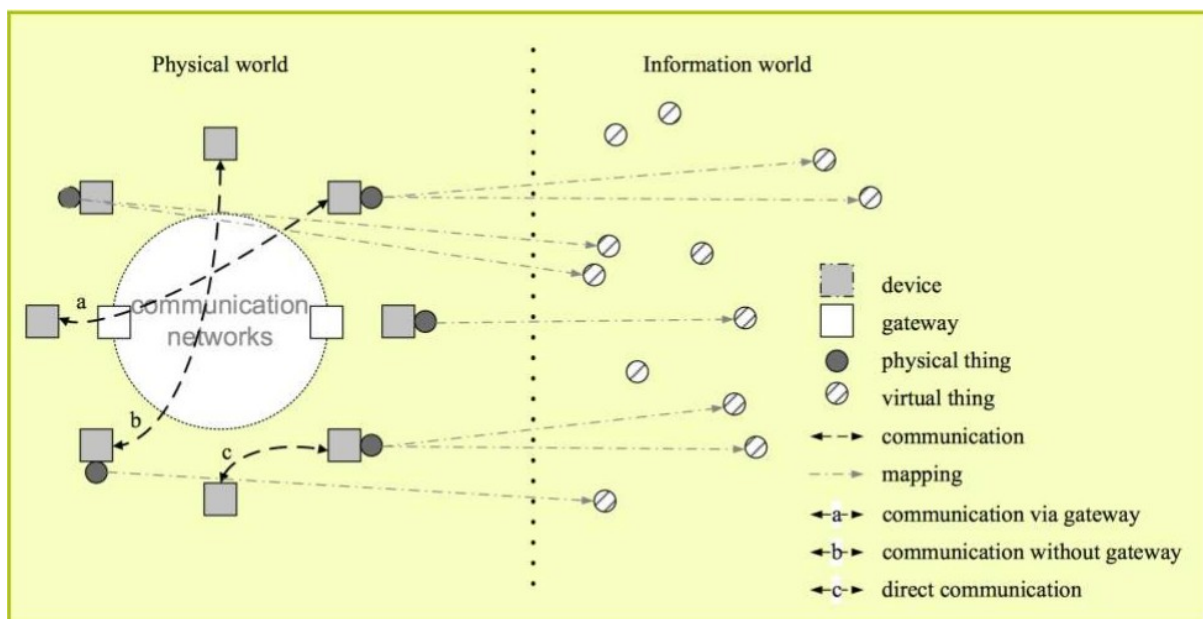 Physical world
Information world
a
communication
networks
b
c
device
gateway
physical thing
virtual thing
communication
mapping
a communication via gateway
b communication without gateway
c direct communication